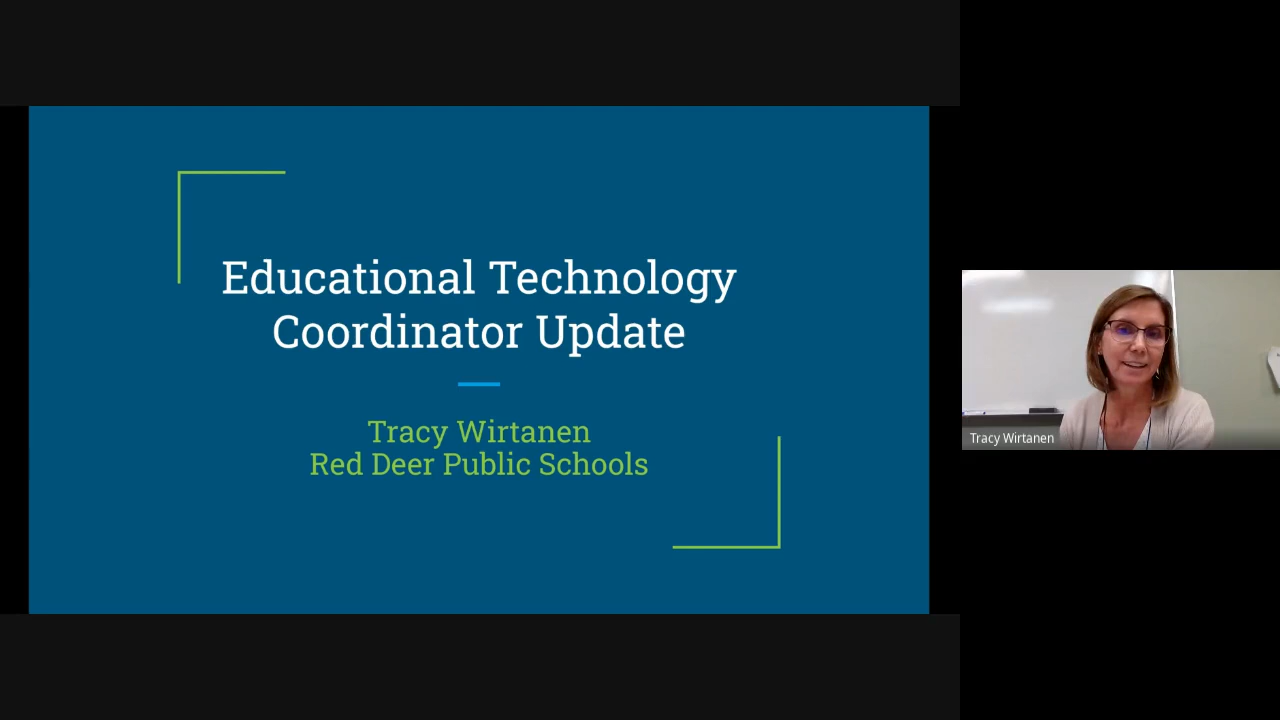 Educational Technology
Coordinator Update
Tracy Wirtanen
Red Deer Public Schools
Tracy Wirtanen